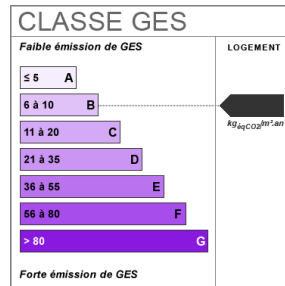 CLASSE GES
Faible émission de GES
LOGEMENT
≤ 5 A
6 à 10 B
kgéqCO2/m².an
11 à 20 C
21 à 35 D
36 à 55 E
56 à 80 F
> 80 G
Forte émission de GES